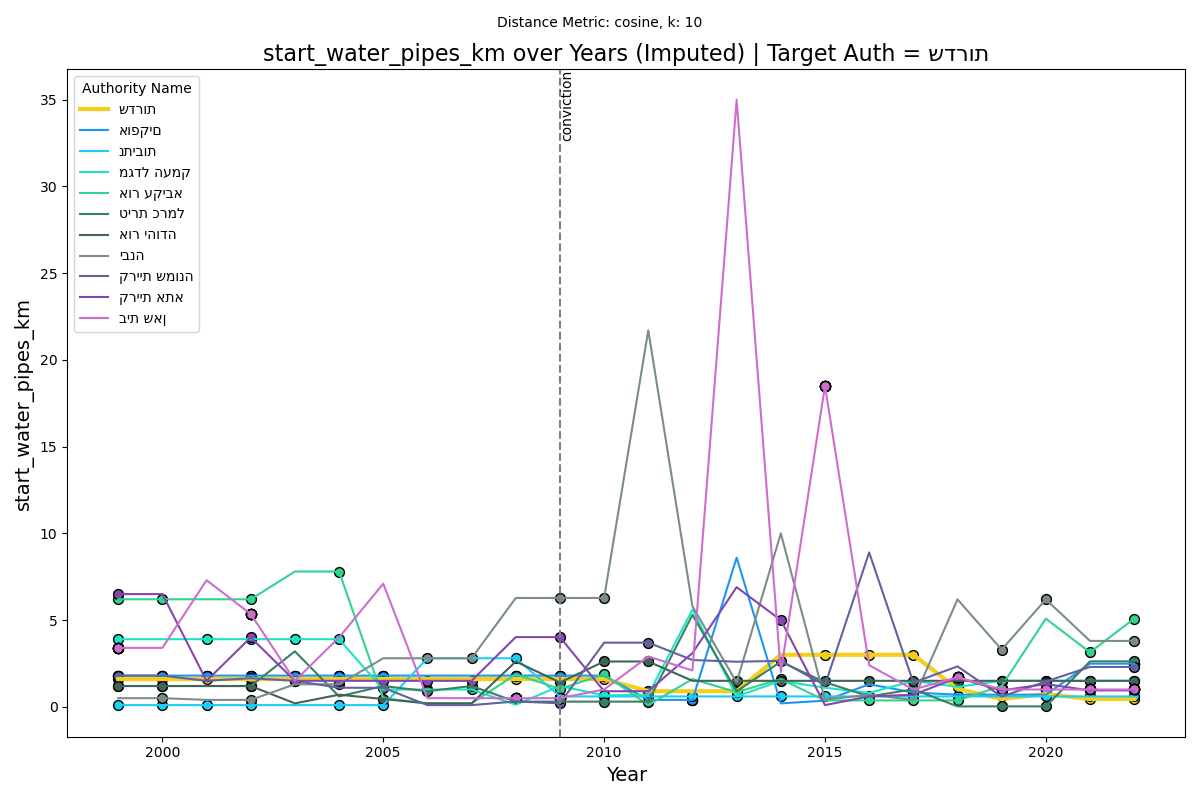 Distance Metric: cosine, k: 10
start_water_pipes_km over Years (Imputed) | Target Auth = שדרות
conviction
Authority Name
שדרות
אופקים
נתיבות
מגדל העמק
אור עקיבא
טירת כרמל
אור יהודה
יבנה
קריית שמונה
קריית אתא
בית שאן
35
30
25
20
15
10
5
0
start_water_pipes_km
2000
2005
2010
2015
2020
Year